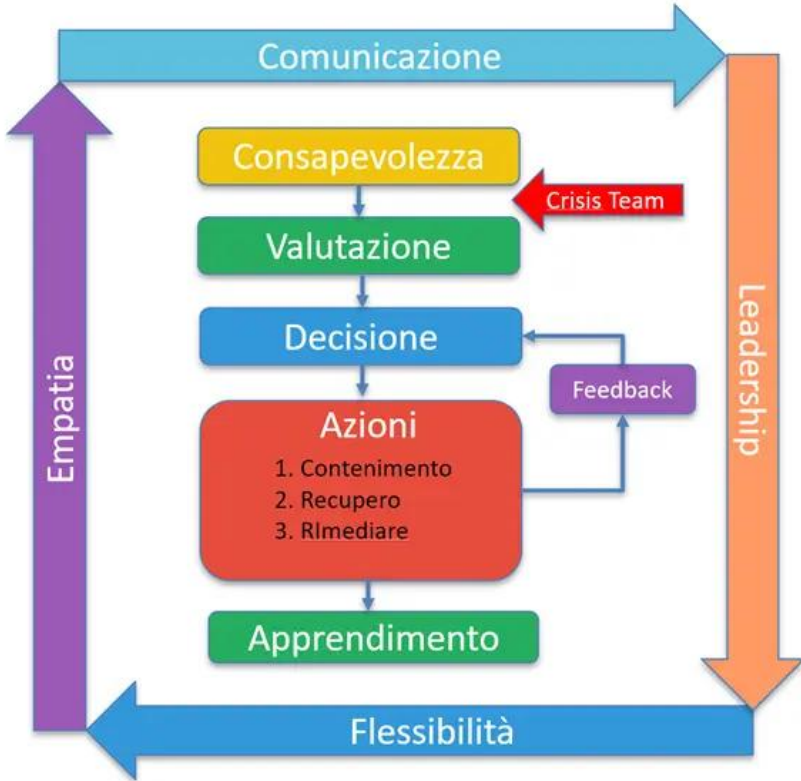 Comunicazione
Consapevolezza
Crisis Team
Valutazione
Decisione
Feedback
Azioni
1. Contenimento
2. Recupero
3. RImediare
Apprendimento
Leadership
Flessibilità
Empatia